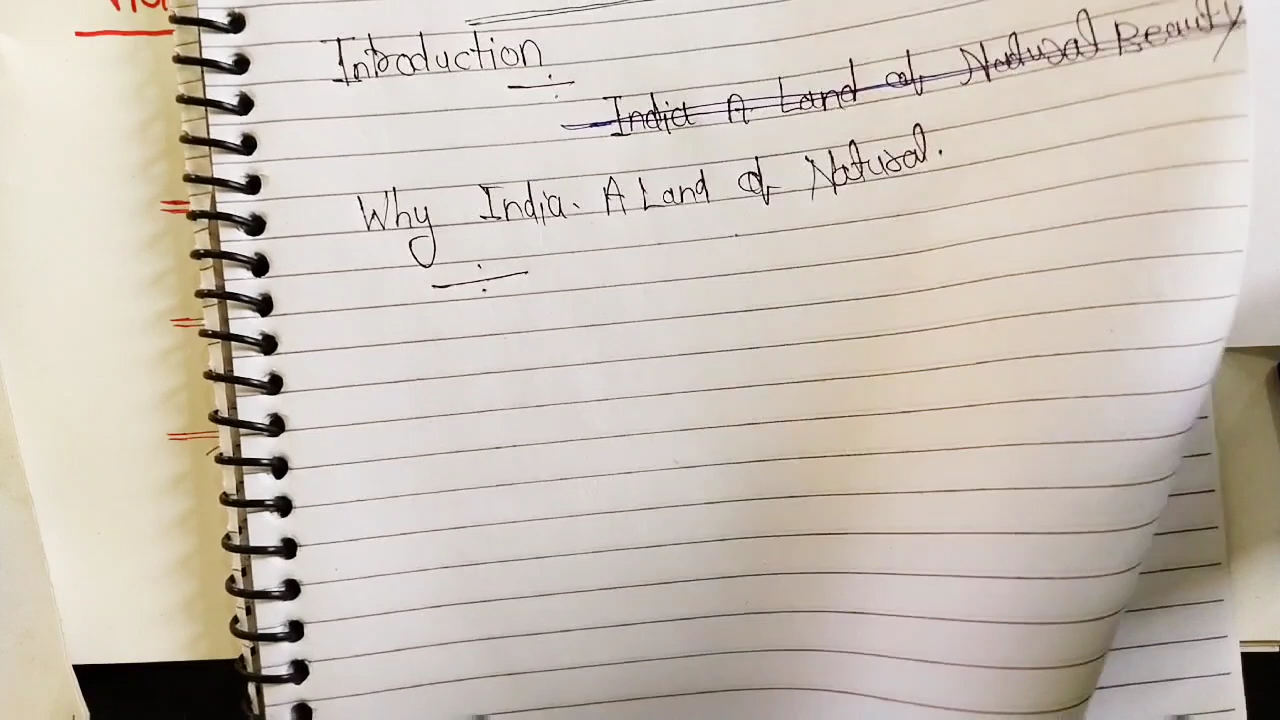 Introduction
India A Land of Natural Beauty
Why India. A Land of Natural.